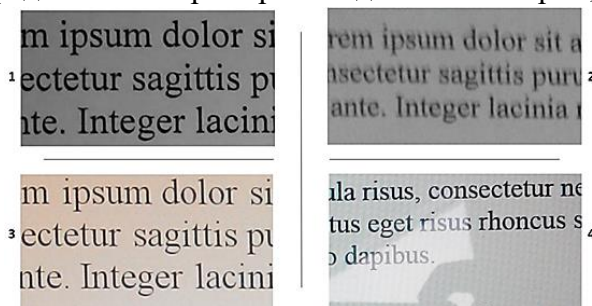 m ipsum dolor si
ectetur sagittis pu
nte. Integer lacini
1
rem ipsum dolor sit a
nsectetur sagittis puru
ante. Integer lacinia
2
m ipsum dolor si
ectetur sagittis pu
nte. Integer lacini
3
ula risus, consectetur ne
tus eget risus rhoncus s
dapibus.
4